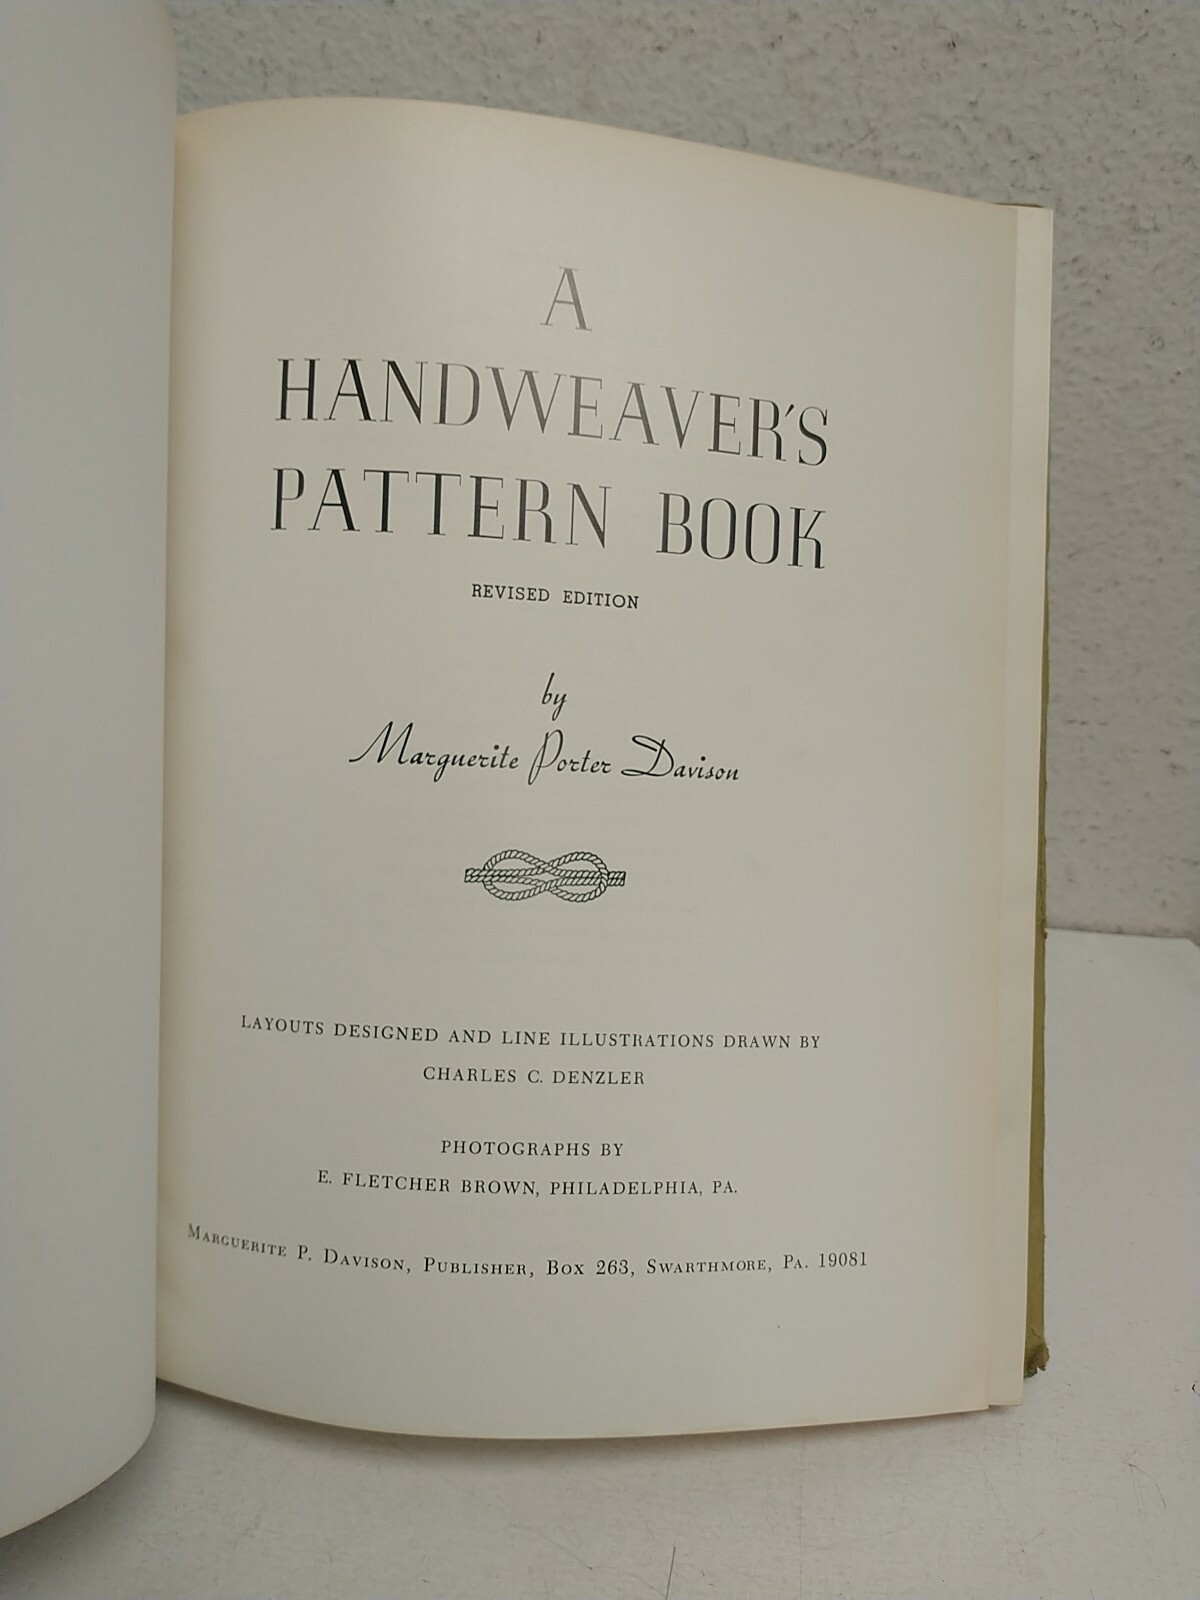 A
HANDWEAVER'S
PATTERN BOOK
REVISED EDITION
by
Marguerite Porter Davison
LAYOUTS DESIGNED AND LINE ILLUSTRATIONS DRAWN BY
CHARLES C. DENZLER
PHOTOGRAPHS BY
E. FLETCHER BROWN, PHILADELPHIA, PA.
MARGUERITE P. DAVISON, PUBLISHER, BOX 263, SWARTHMORE, PA. 19081